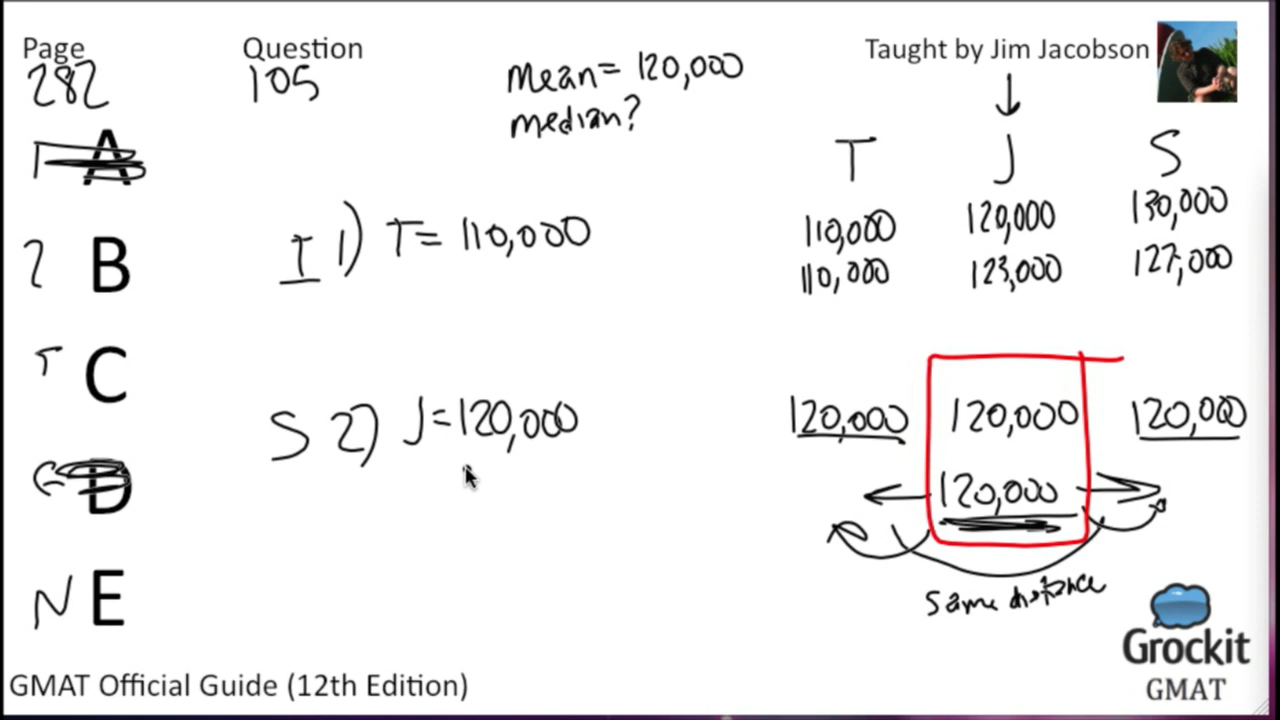 Page
Question
Taught by Jim Jacobson
282
105
mean = 120,000
median?
T J S
110,000 120,000 130,000
110,000 123,000 127,000
1 A
I 1) T = 110,000
2 B
T C
S 2) J = 120,000
120,000 120,000 120,000
120,000
same distance
D
N E
Grockit
GMAT
GMAT Official Guide (12th Edition)